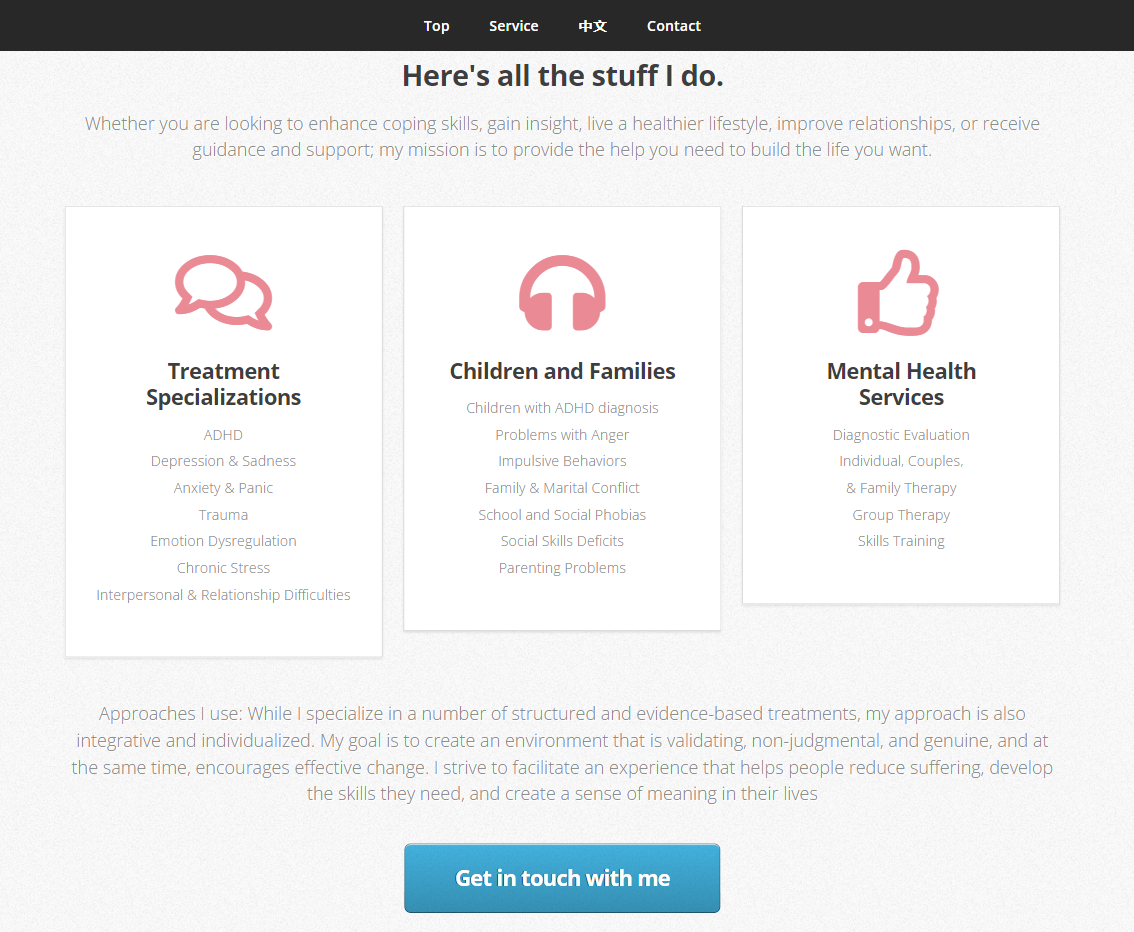 Top Service 中文 Contact
Here's all the stuff I do.
Whether you are looking to enhance coping skills, gain insight, live a healthier lifestyle, improve relationships, or receive
guidance and support; my mission is to provide the help you need to build the life you want.
Treatment
Specializations
ADHD
Depression & Sadness
Anxiety & Panic
Trauma
Emotion Dysregulation
Chronic Stress
Interpersonal & Relationship Difficulties
Children and Families
Children with ADHD diagnosis
Problems with Anger
Impulsive Behaviors
Family & Marital Conflict
School and Social Phobias
Social Skills Deficits
Parenting Problems
Mental Health
Services
Diagnostic Evaluation
Individual, Couples,
& Family Therapy
Group Therapy
Skills Training
Approaches I use: While I specialize in a number of structured and evidence-based treatments, my approach is also
integrative and individualized. My goal is to create an environment that is validating, non-judgmental, and genuine, and at
the same time, encourages effective change. I strive to facilitate an experience that helps people reduce suffering, develop
the skills they need, and create a sense of meaning in their lives
Get in touch with me